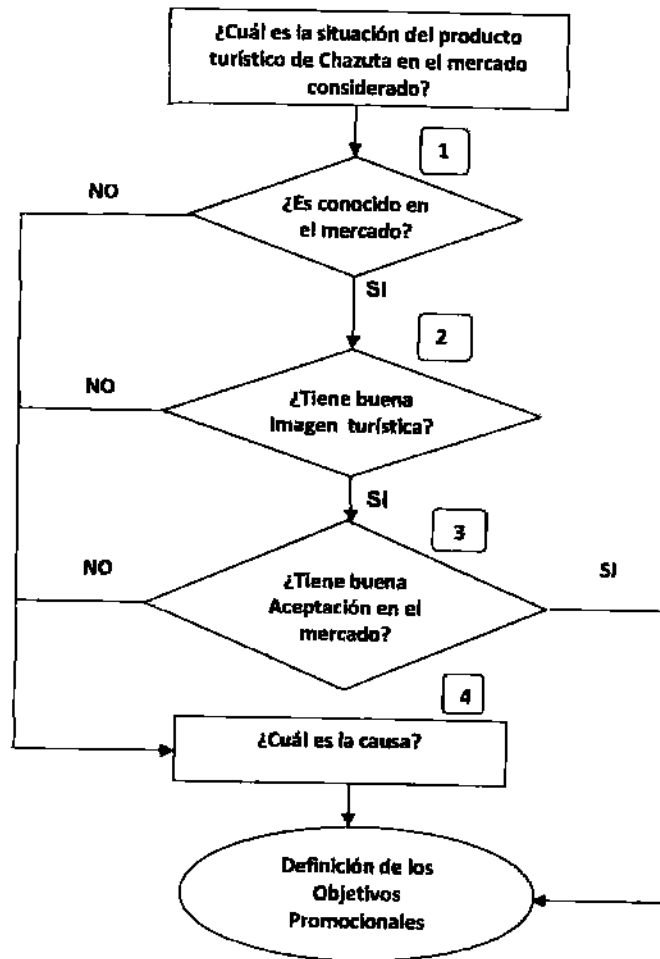 ¿Cuál es la situación del producto
turístico de Chazuta en el mercado
considerado?
1
NO
¿Es conocido en
el mercado?
SI
2
NO
¿Tiene buena
Imagen turística?
SI
3
NO
SI
¿Tiene buena
Aceptación en el
mercado?
4
¿Cuál es la causa?
Definición de los
Objetivos
Promocionales